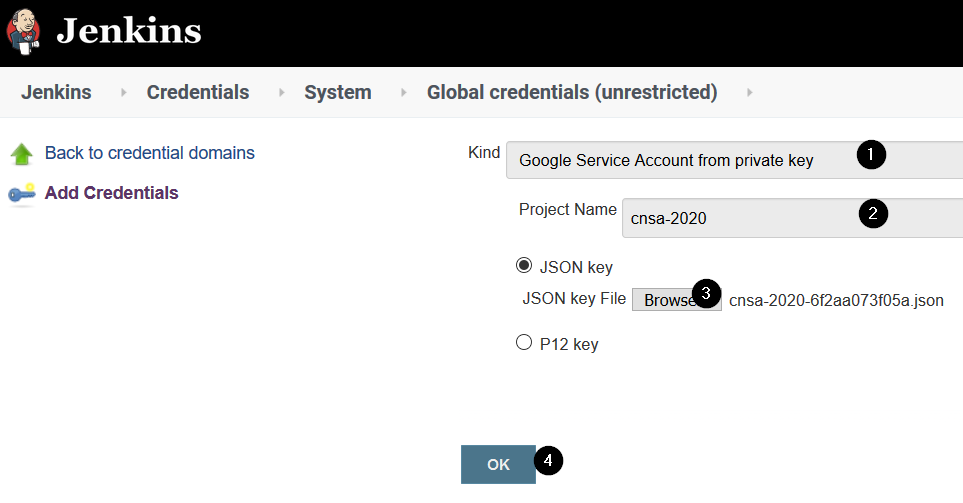 Jenkins
Jenkins Credentials System Global credentials (unrestricted)
Back to credential domains
Add Credentials
Kind Google Service Account from private key 1
Project Name cnsa-2020 2
JSON key
JSON key File Browse 3 cnsa-2020-6f2aa073f05a.json
P12 key
OK 4